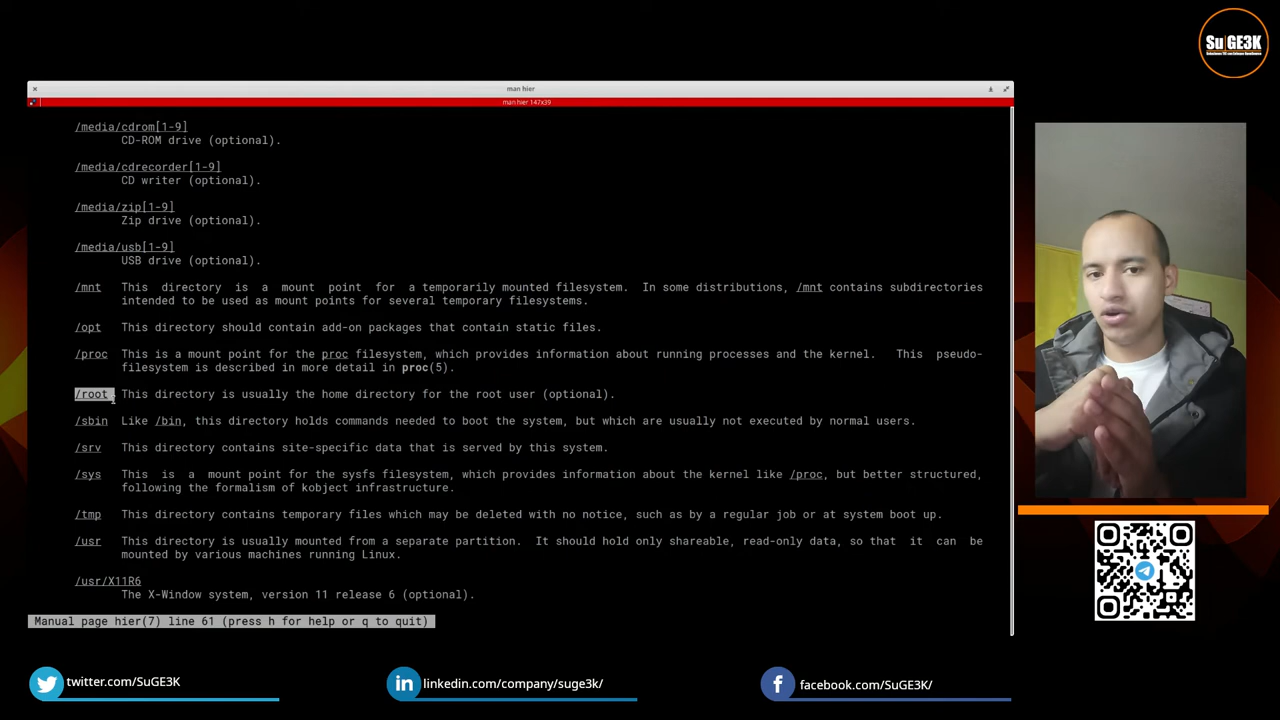 SuGE3K
man hier
man hier 147x39
/media/cdrom[1-9]
CD-ROM drive (optional).
/media/cdrecorder[1-9]
CD writer (optional).
/media/zip[1-9]
Zip drive (optional).
/media/usb[1-9]
USB drive (optional).
/mnt This directory is a mount point for a temporarily mounted filesystem. In some distributions, /mnt contains subdirectories
intended to be used as mount points for several temporary filesystems.
/opt This directory should contain add-on packages that contain static files.
/proc This is a mount point for the proc filesystem, which provides information about running processes and the kernel. This pseudo-
filesystem is described in more detail in proc(5).
/root This directory is usually the home directory for the root user (optional).
/sbin Like /bin, this directory holds commands needed to boot the system, but which are usually not executed by normal users.
/srv This directory contains site-specific data that is served by this system.
/sys This is a mount point for the sysfs filesystem, which provides information about the kernel like /proc, but better structured,
following the formalism of kobject infrastructure.
/tmp This directory contains temporary files which may be deleted with no notice, such as by a regular job or at system boot up.
/usr This directory is usually mounted from a separate partition. It should hold only shareable, read-only data, so that it can be
mounted by various machines running Linux.
/usr/X11R6
The X-Window system, version 11 release 6 (optional).
Manual page hier(7) line 61 (press h for help or q to quit)
twitter.com/SuGE3K
linkedin.com/company/suge3k/
facebook.com/SuGE3K/